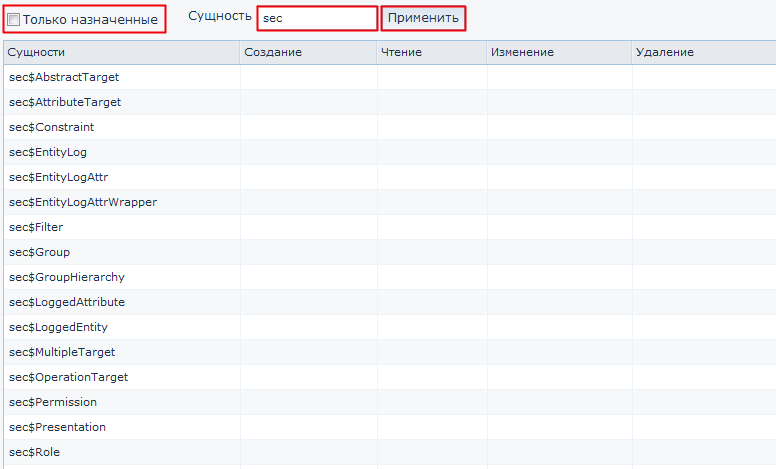 Только назначенные Сущность sec Применить
Сущности Создание Чтение Изменение Удаление
sec$AbstractTarget
sec$AttributeTarget
sec$Constraint
sec$EntityLog
sec$EntityLogAttr
sec$EntityLogAttrWrapper
sec$Filter
sec$Group
sec$GroupHierarchy
sec$LoggedAttribute
sec$LoggedEntity
sec$MultipleTarget
sec$OperationTarget
sec$Permission
sec$Presentation
sec$Role